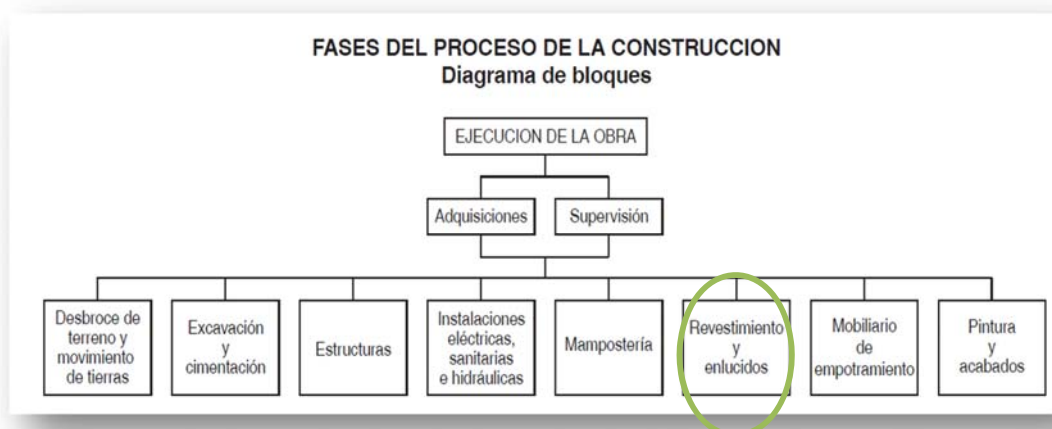 FASES DEL PROCESO DE LA CONSTRUCCION
Diagrama de bloques
EJECUCION DE LA OBRA
Adquisiciones
Supervisión
Desbroce de
terreno y
movimiento
de tierras
Excavación
y
cimentación
Estructuras
Instalaciones
eléctricas,
sanitarias
e hidráulicas
Mampostería
Revestimiento
y
enlucidos
Mobiliario
de
empotramiento
Pintura
y
acabados